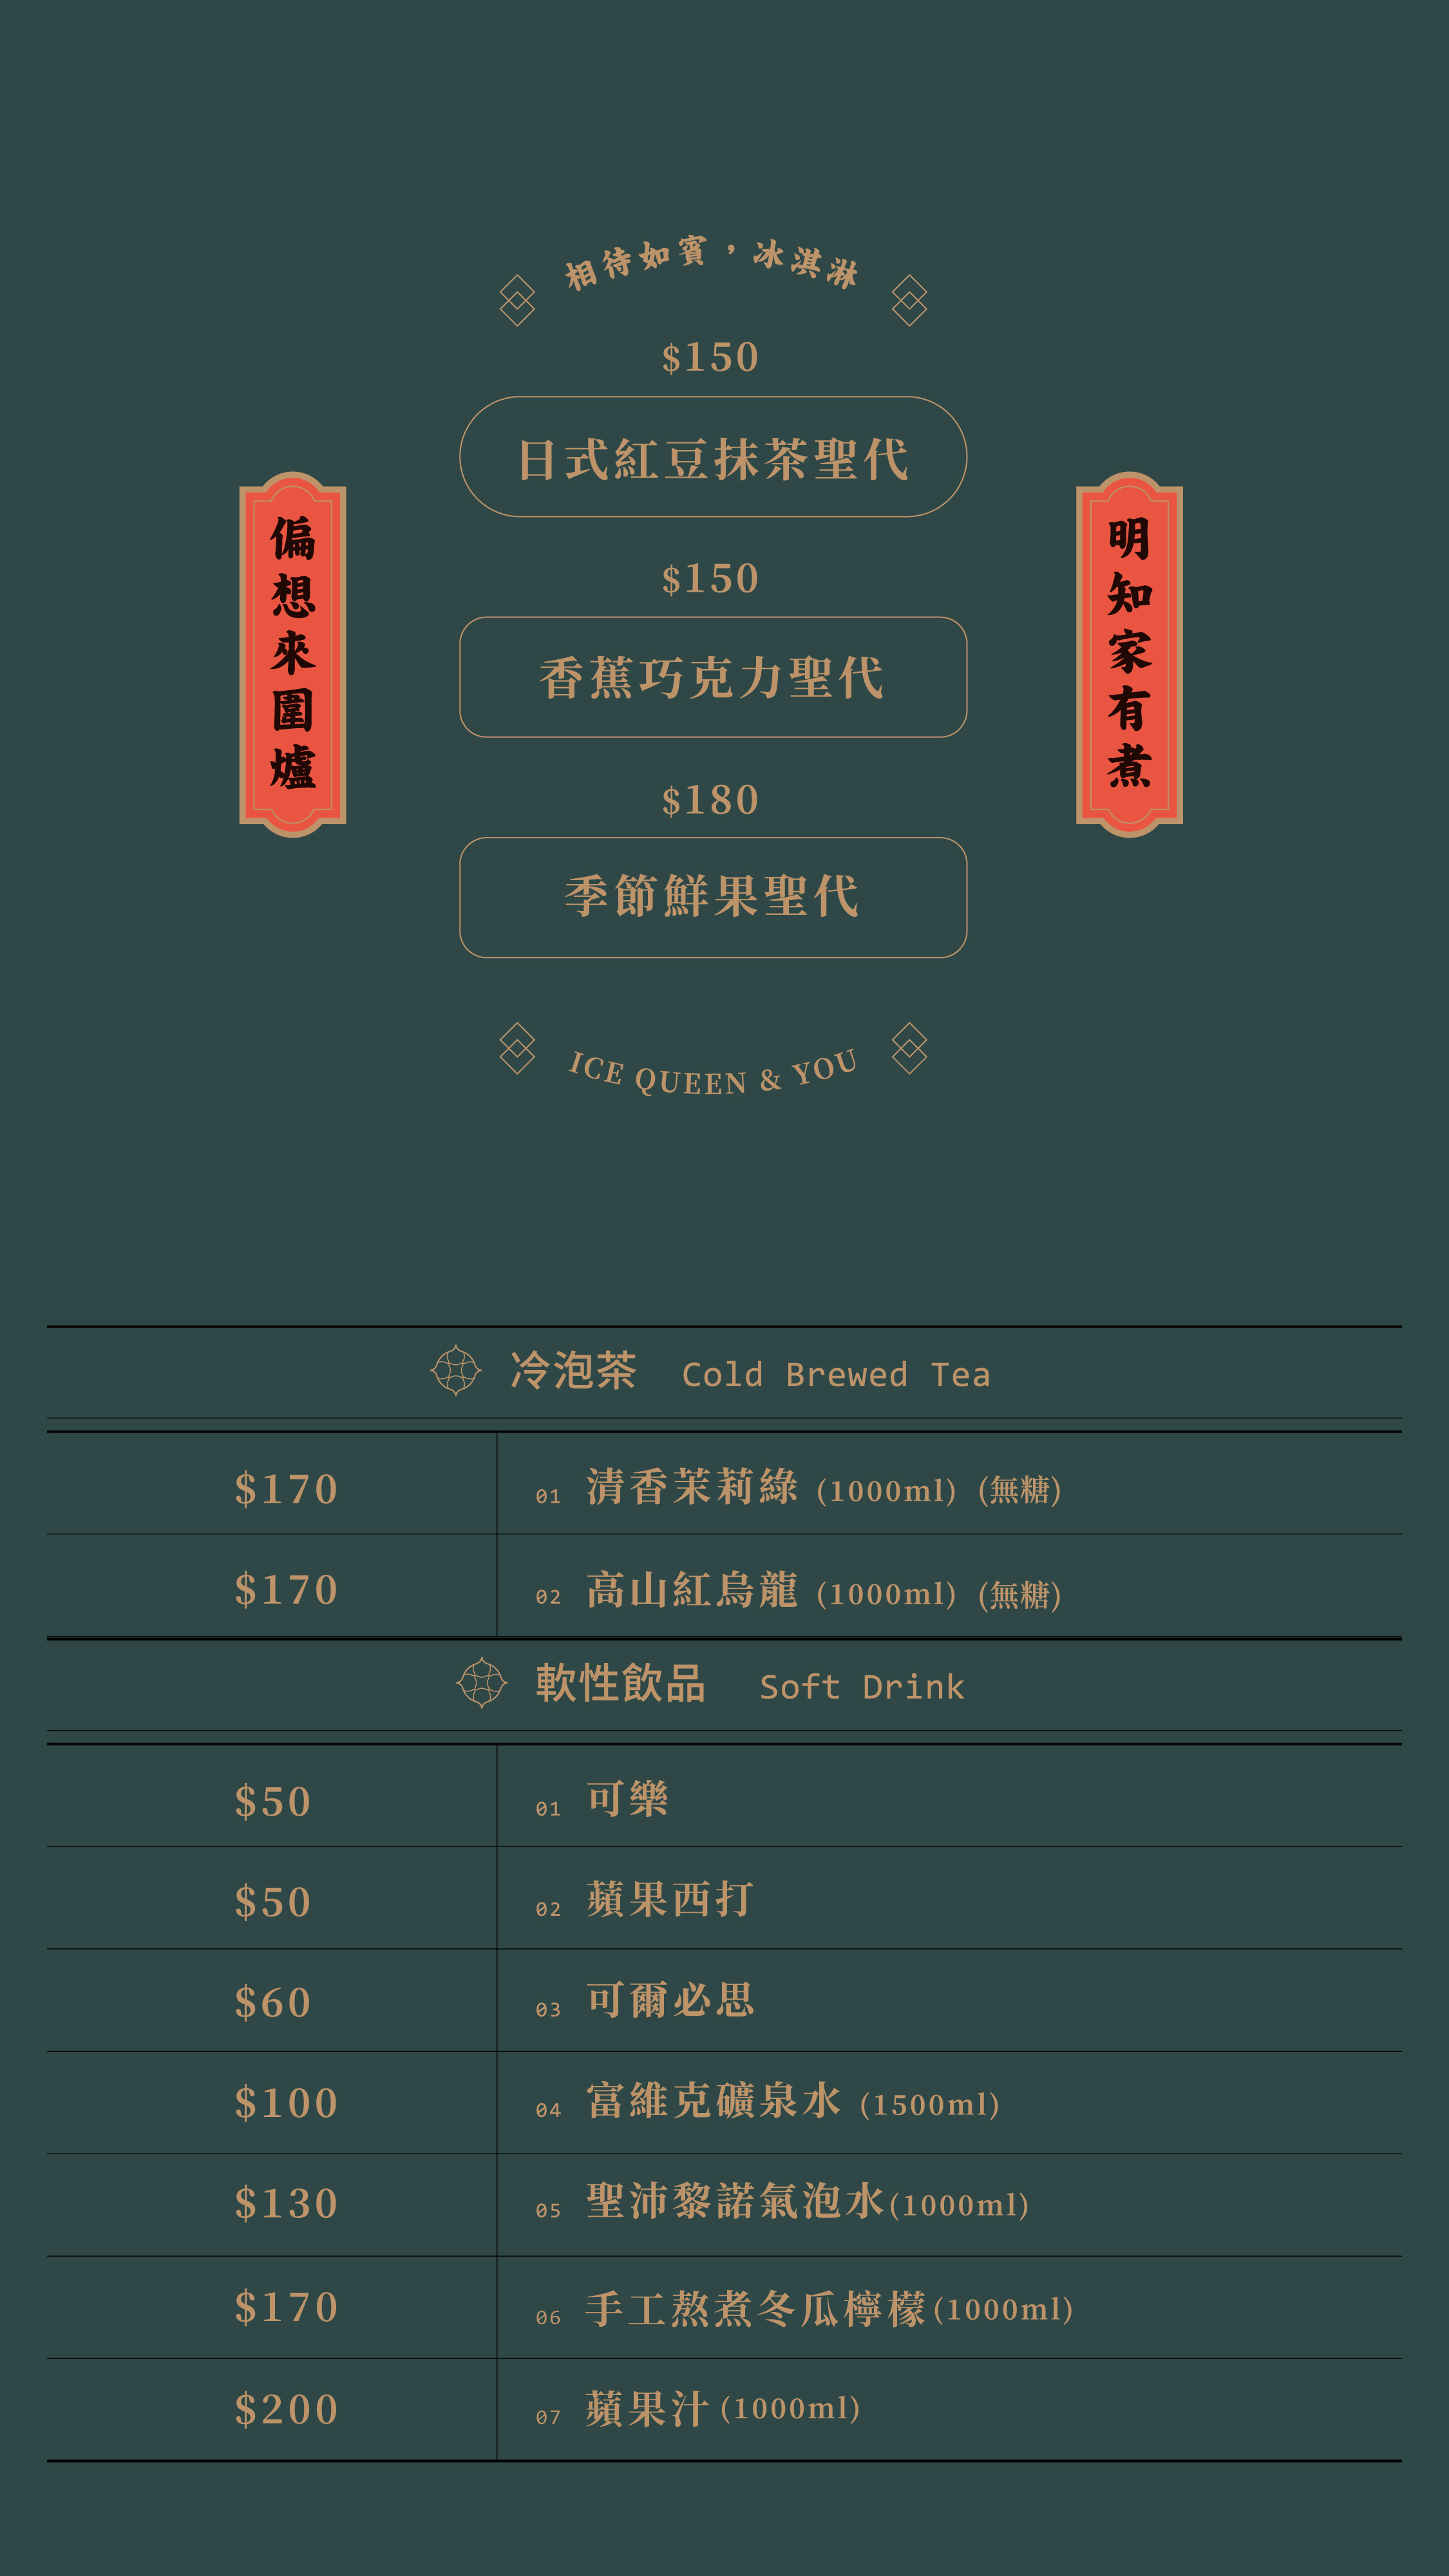 相待如賓，冰淇淋
$150
日式紅豆抹茶聖代
$150
香蕉巧克力聖代
$180
季節鮮果聖代
ICE QUEEN & YOU
明知家有煮
偏想來圍爐
冷泡茶 Cold Brewed Tea
$170 01 清香茉莉綠 (1000ml) (無糖)
$170 02 高山紅烏龍 (1000ml) (無糖)
軟性飲品 Soft Drink
$50 01 可樂
$50 02 蘋果西打
$60 03 可爾必思
$100 04 富維克礦泉水 (1500ml)
$130 05 聖沛黎諾氣泡水(1000ml)
$170 06 手工熬煮冬瓜檸檬(1000ml)
$200 07 蘋果汁 (1000ml)